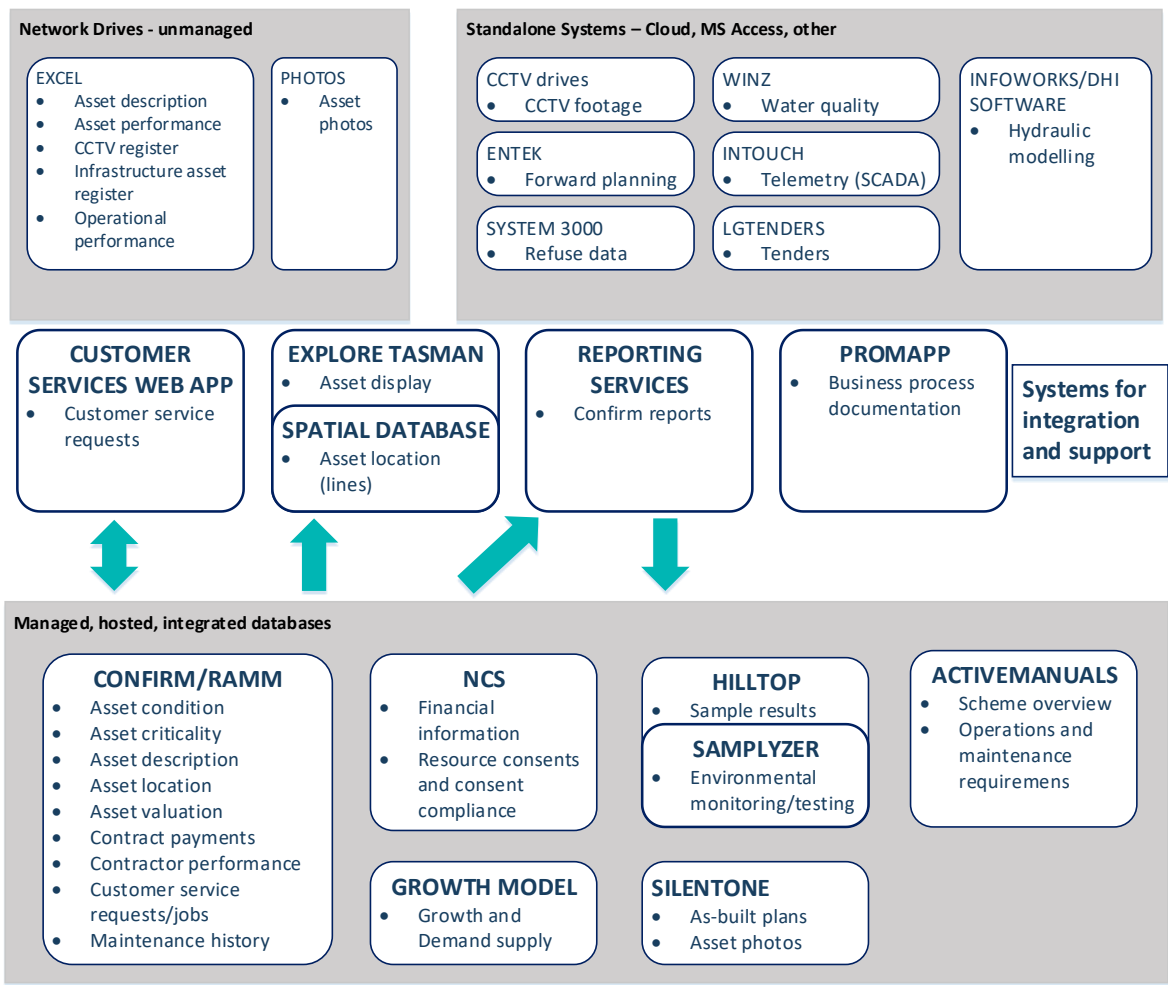 Network Drives - unmanaged
EXCEL
• Asset description
• Asset performance
• CCTV register
• Infrastructure asset
register
• Operational
performance
PHOTOS
• Asset
photos
Standalone Systems – Cloud, MS Access, other
CCTV drives
• CCTV footage
WINZ
• Water quality
INFOWORKS/DHI
SOFTWARE
• Hydraulic
modelling
ENTEK
• Forward planning
INTOUCH
• Telemetry (SCADA)
SYSTEM 3000
• Refuse data
LGTENDERS
• Tenders
CUSTOMER
SERVICES WEB APP
• Customer service
requests
EXPLORE TASMAN
• Asset display
SPATIAL DATABASE
• Asset location
(lines)
REPORTING
SERVICES
• Confirm reports
PROMAPP
• Business process
documentation
Systems for
integration
and support
Managed, hosted, integrated databases
CONFIRM/RAMM
• Asset condition
• Asset criticality
• Asset description
• Asset location
• Asset valuation
• Contract payments
• Contractor performance
• Customer service
requests/jobs
• Maintenance history
NCS
• Financial
information
• Resource consents
and consent
compliance
HILLTOP
• Sample results
SAMPLYZER
• Environmental
monitoring/testing
ACTIVEMANUALS
• Scheme overview
• Operations and
maintenance
requiremens
GROWTH MODEL
• Growth and
Demand supply
SILENTONE
• As-built plans
• Asset photos